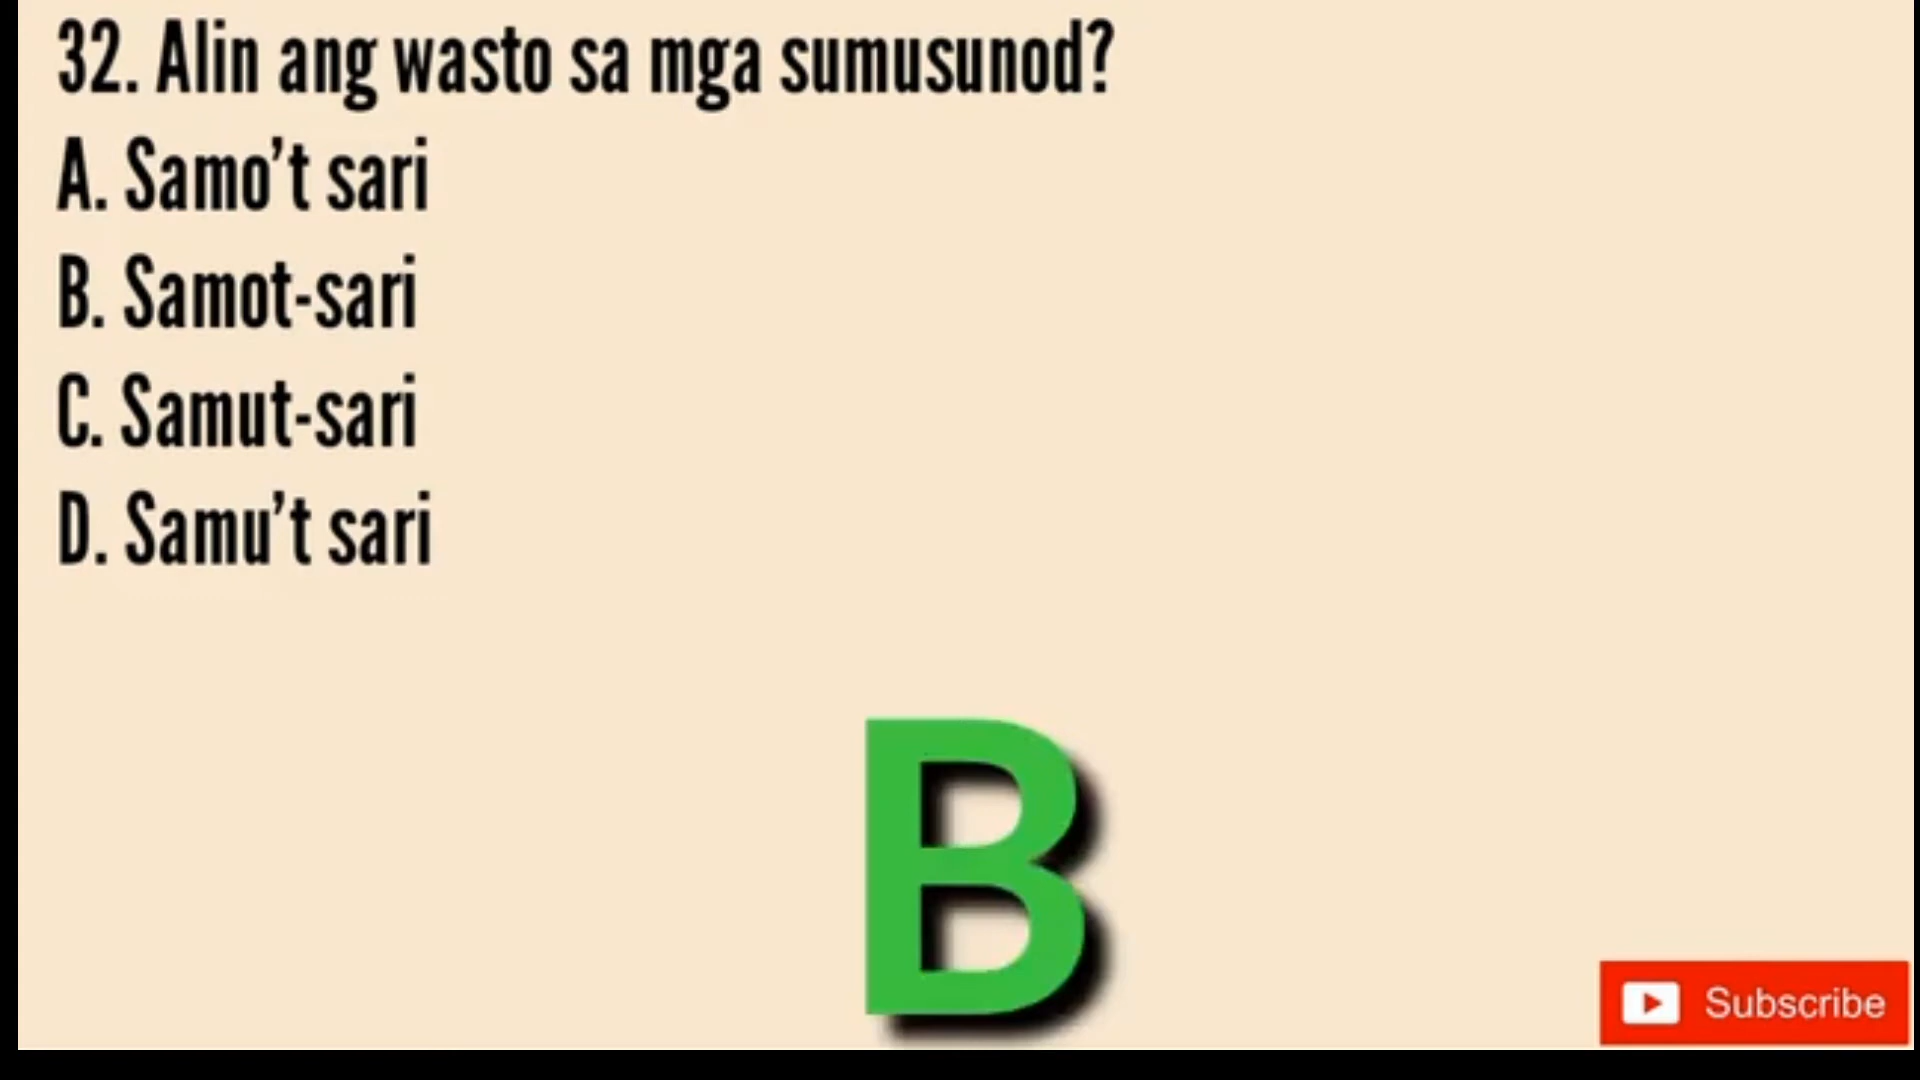 32. Alin ang wasto sa mga sumusunod?
A. Samo’t sari
B. Samot-sari
C. Samut-sari
D. Samu’t sari
B
Subscribe